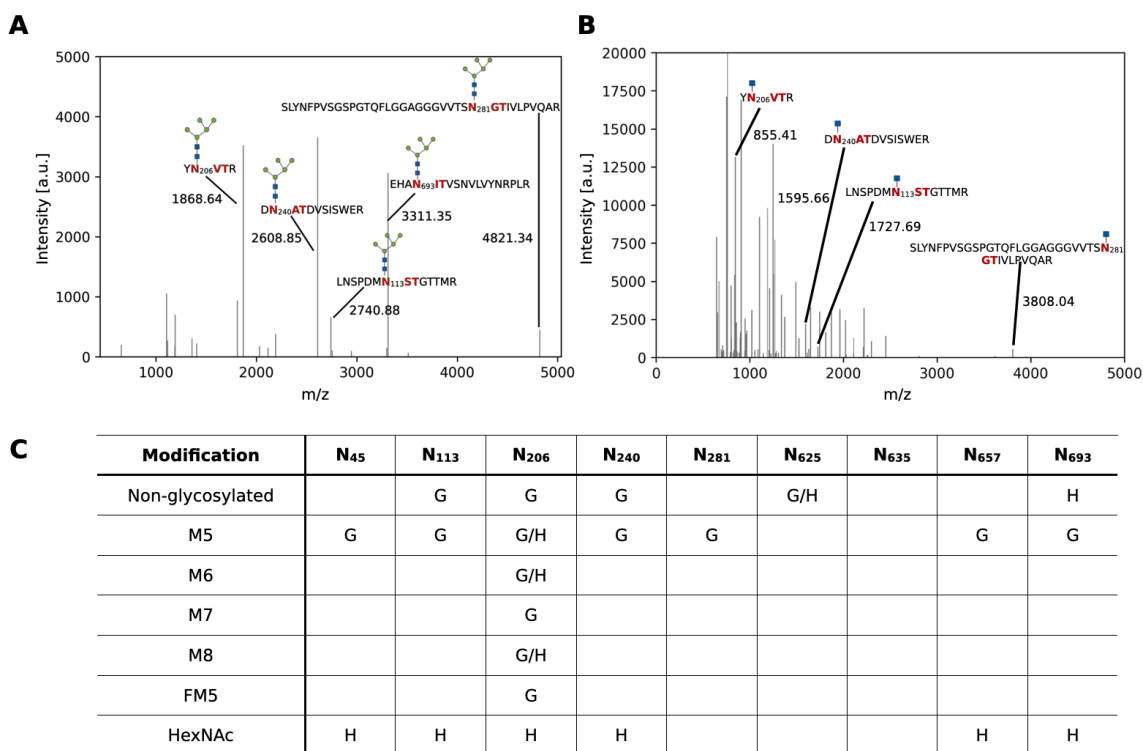 A
B
5000
4000
3000
2000
1000
0
Intensity [a.u.]
1000
2000
3000
4000
5000
m/z
SLYNFPVSGSPGTQFLGGAGGGVVTSN₂₈₁GTIVLPVQAR
YN₂₀₆VTR
1868.64
DN₂₄₀ATDVSISWER
2608.85
EHAN₆₉₃ITVSNVLVYNRPLR
3311.35
4821.34
LNSPDMN₁₁₃STGTTMR
2740.88
20000
17500
15000
12500
10000
7500
5000
2500
0
Intensity [a.u.]
0
1000
2000
3000
4000
5000
m/z
YN₂₀₆VTR
855.41
DN₂₄₀ATDVSISWER
1595.66
LNSPDMN₁₁₃STGTTMR
1727.69
SLYNFPVSGSPGTQFLGGAGGGVVTSN₂₈₁
GTIVLPVQAR
3808.04
C
Modification N₄₅ N₁₁₃ N₂₀₆ N₂₄₀ N₂₈₁ N₆₂₅ N₆₃₅ N₆₅₇ N₆₉₃
Non-glycosylated G G G G/H H
M5 G G G/H G G G G
M6 G/H
M7 G
M8 G/H
FM5 G
HexNAc H H H H H H